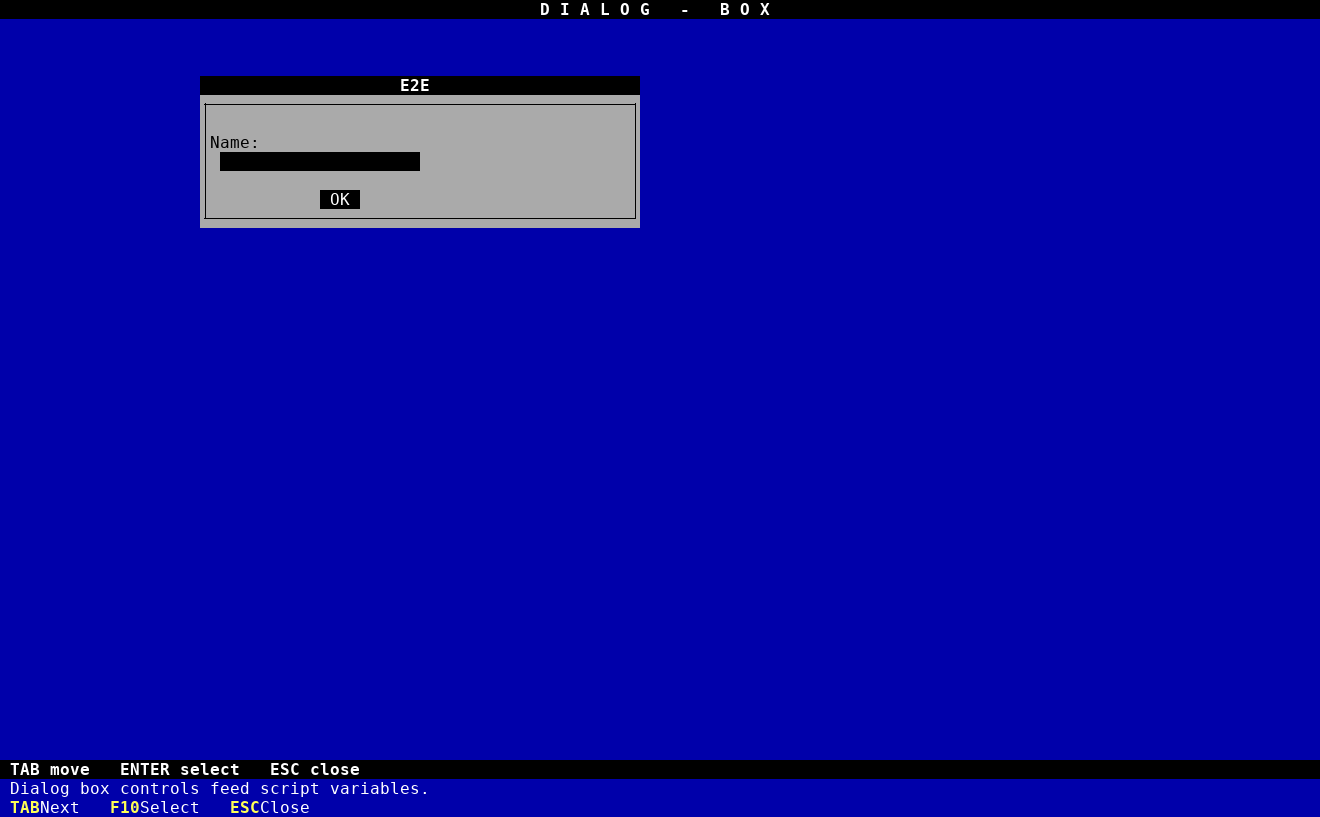 D I A L O G - B O X
E2E
Name:
OK
TAB move ENTER select ESC close
Dialog box controls feed script variables.
TABNext F10Select ESCClose